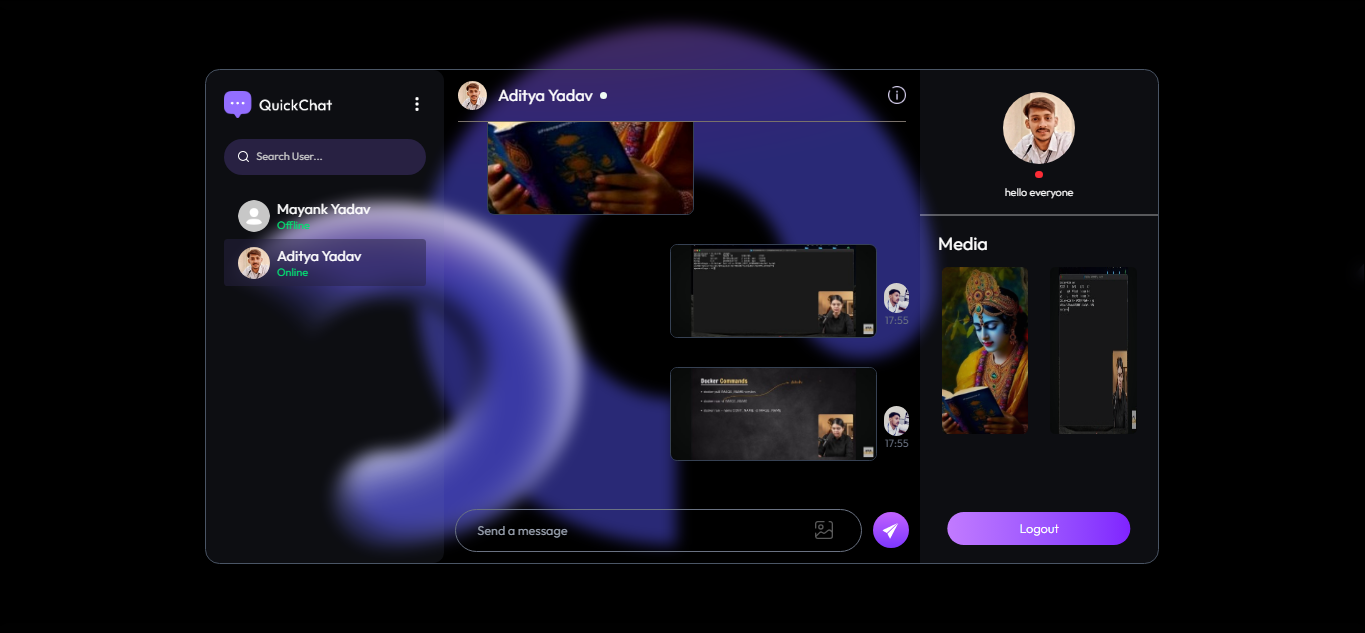 QuickChat
Search User...
Mayank Yadav
Offline
Aditya Yadav
Online
Aditya Yadav
17:55
Docker Commands
17:55
Send a message
hello everyone
Media
Logout